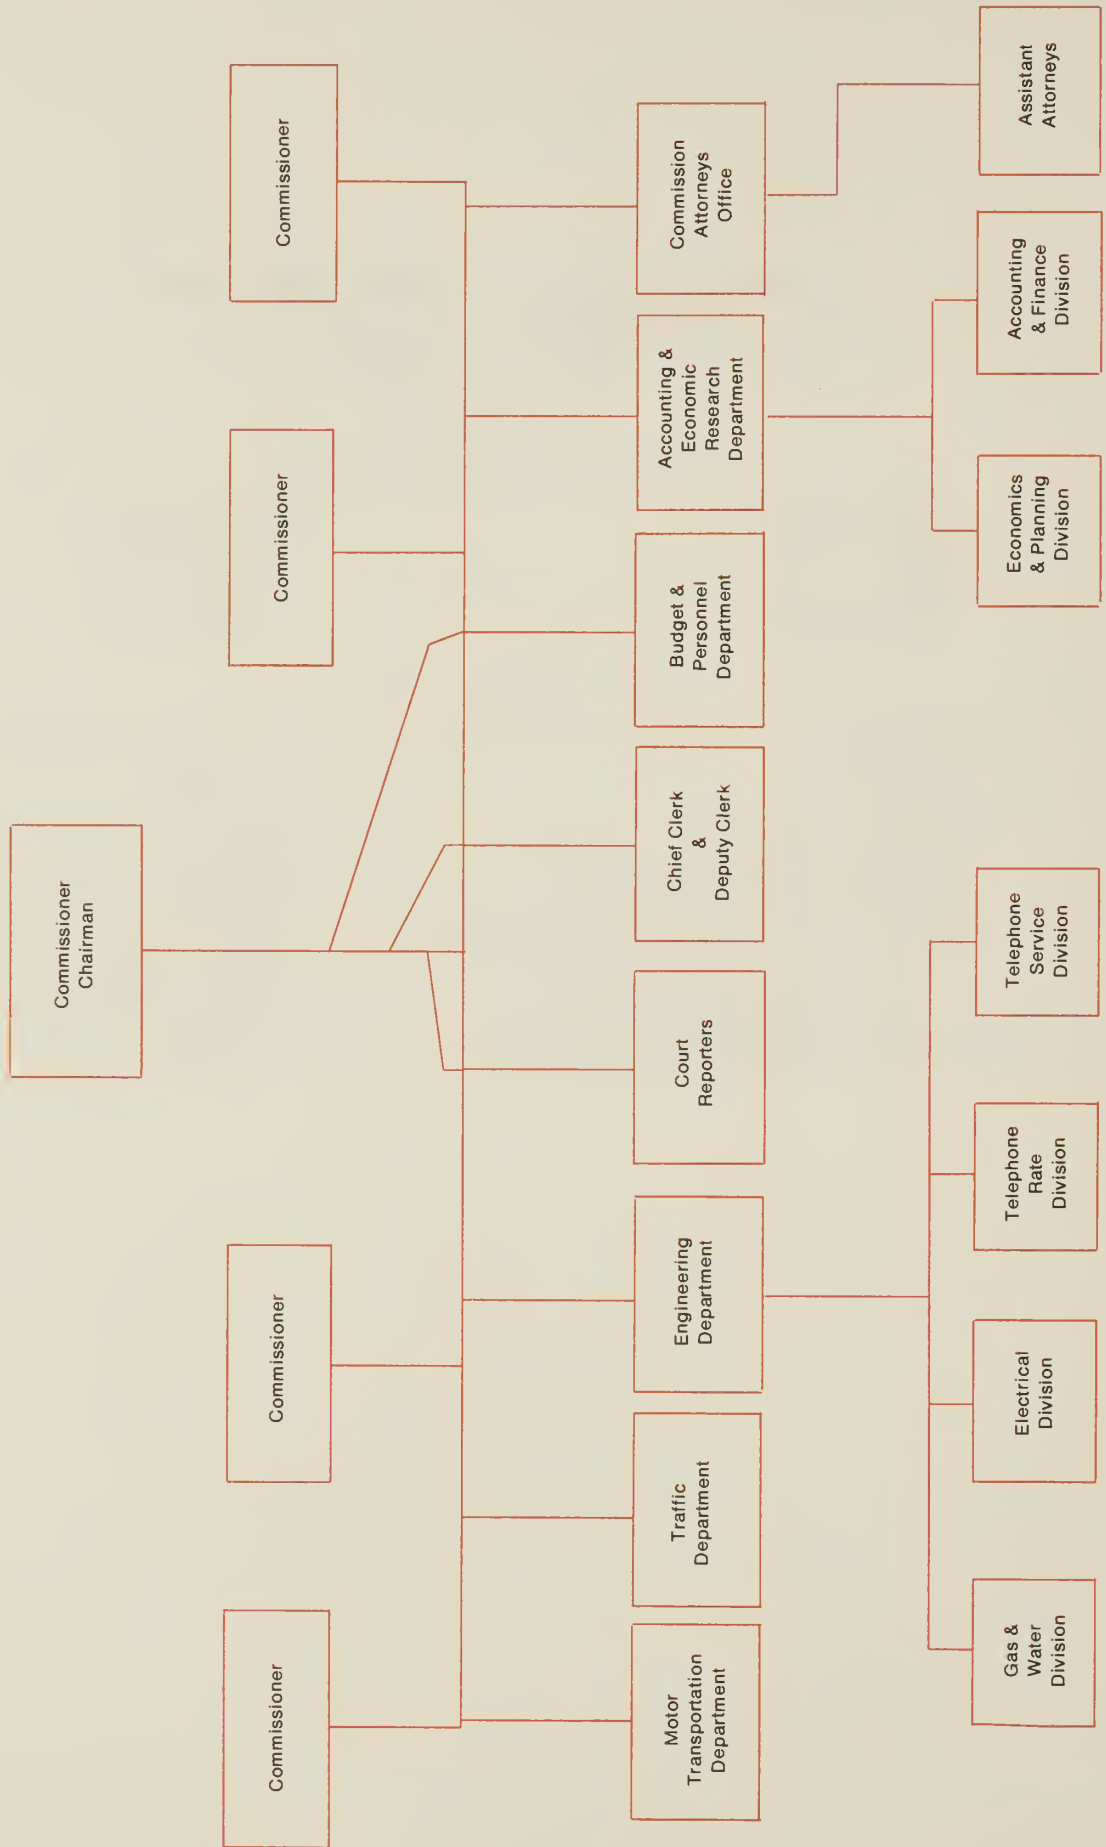 Commissioner
Chairman
Commissioner
Commissioner
Commissioner
Commissioner
Motor
Transportation
Department
Traffic
Department
Engineering
Department
Court
Reporters
Chief Clerk
&
Deputy Clerk
Budget &
Personnel
Department
Accounting &
Economic
Research
Department
Commission
Attorneys
Office
Gas &
Water
Division
Electrical
Division
Telephone
Rate
Division
Telephone
Service
Division
Economics
& Planning
Division
Accounting
& Finance
Division
Assistant
Attorneys